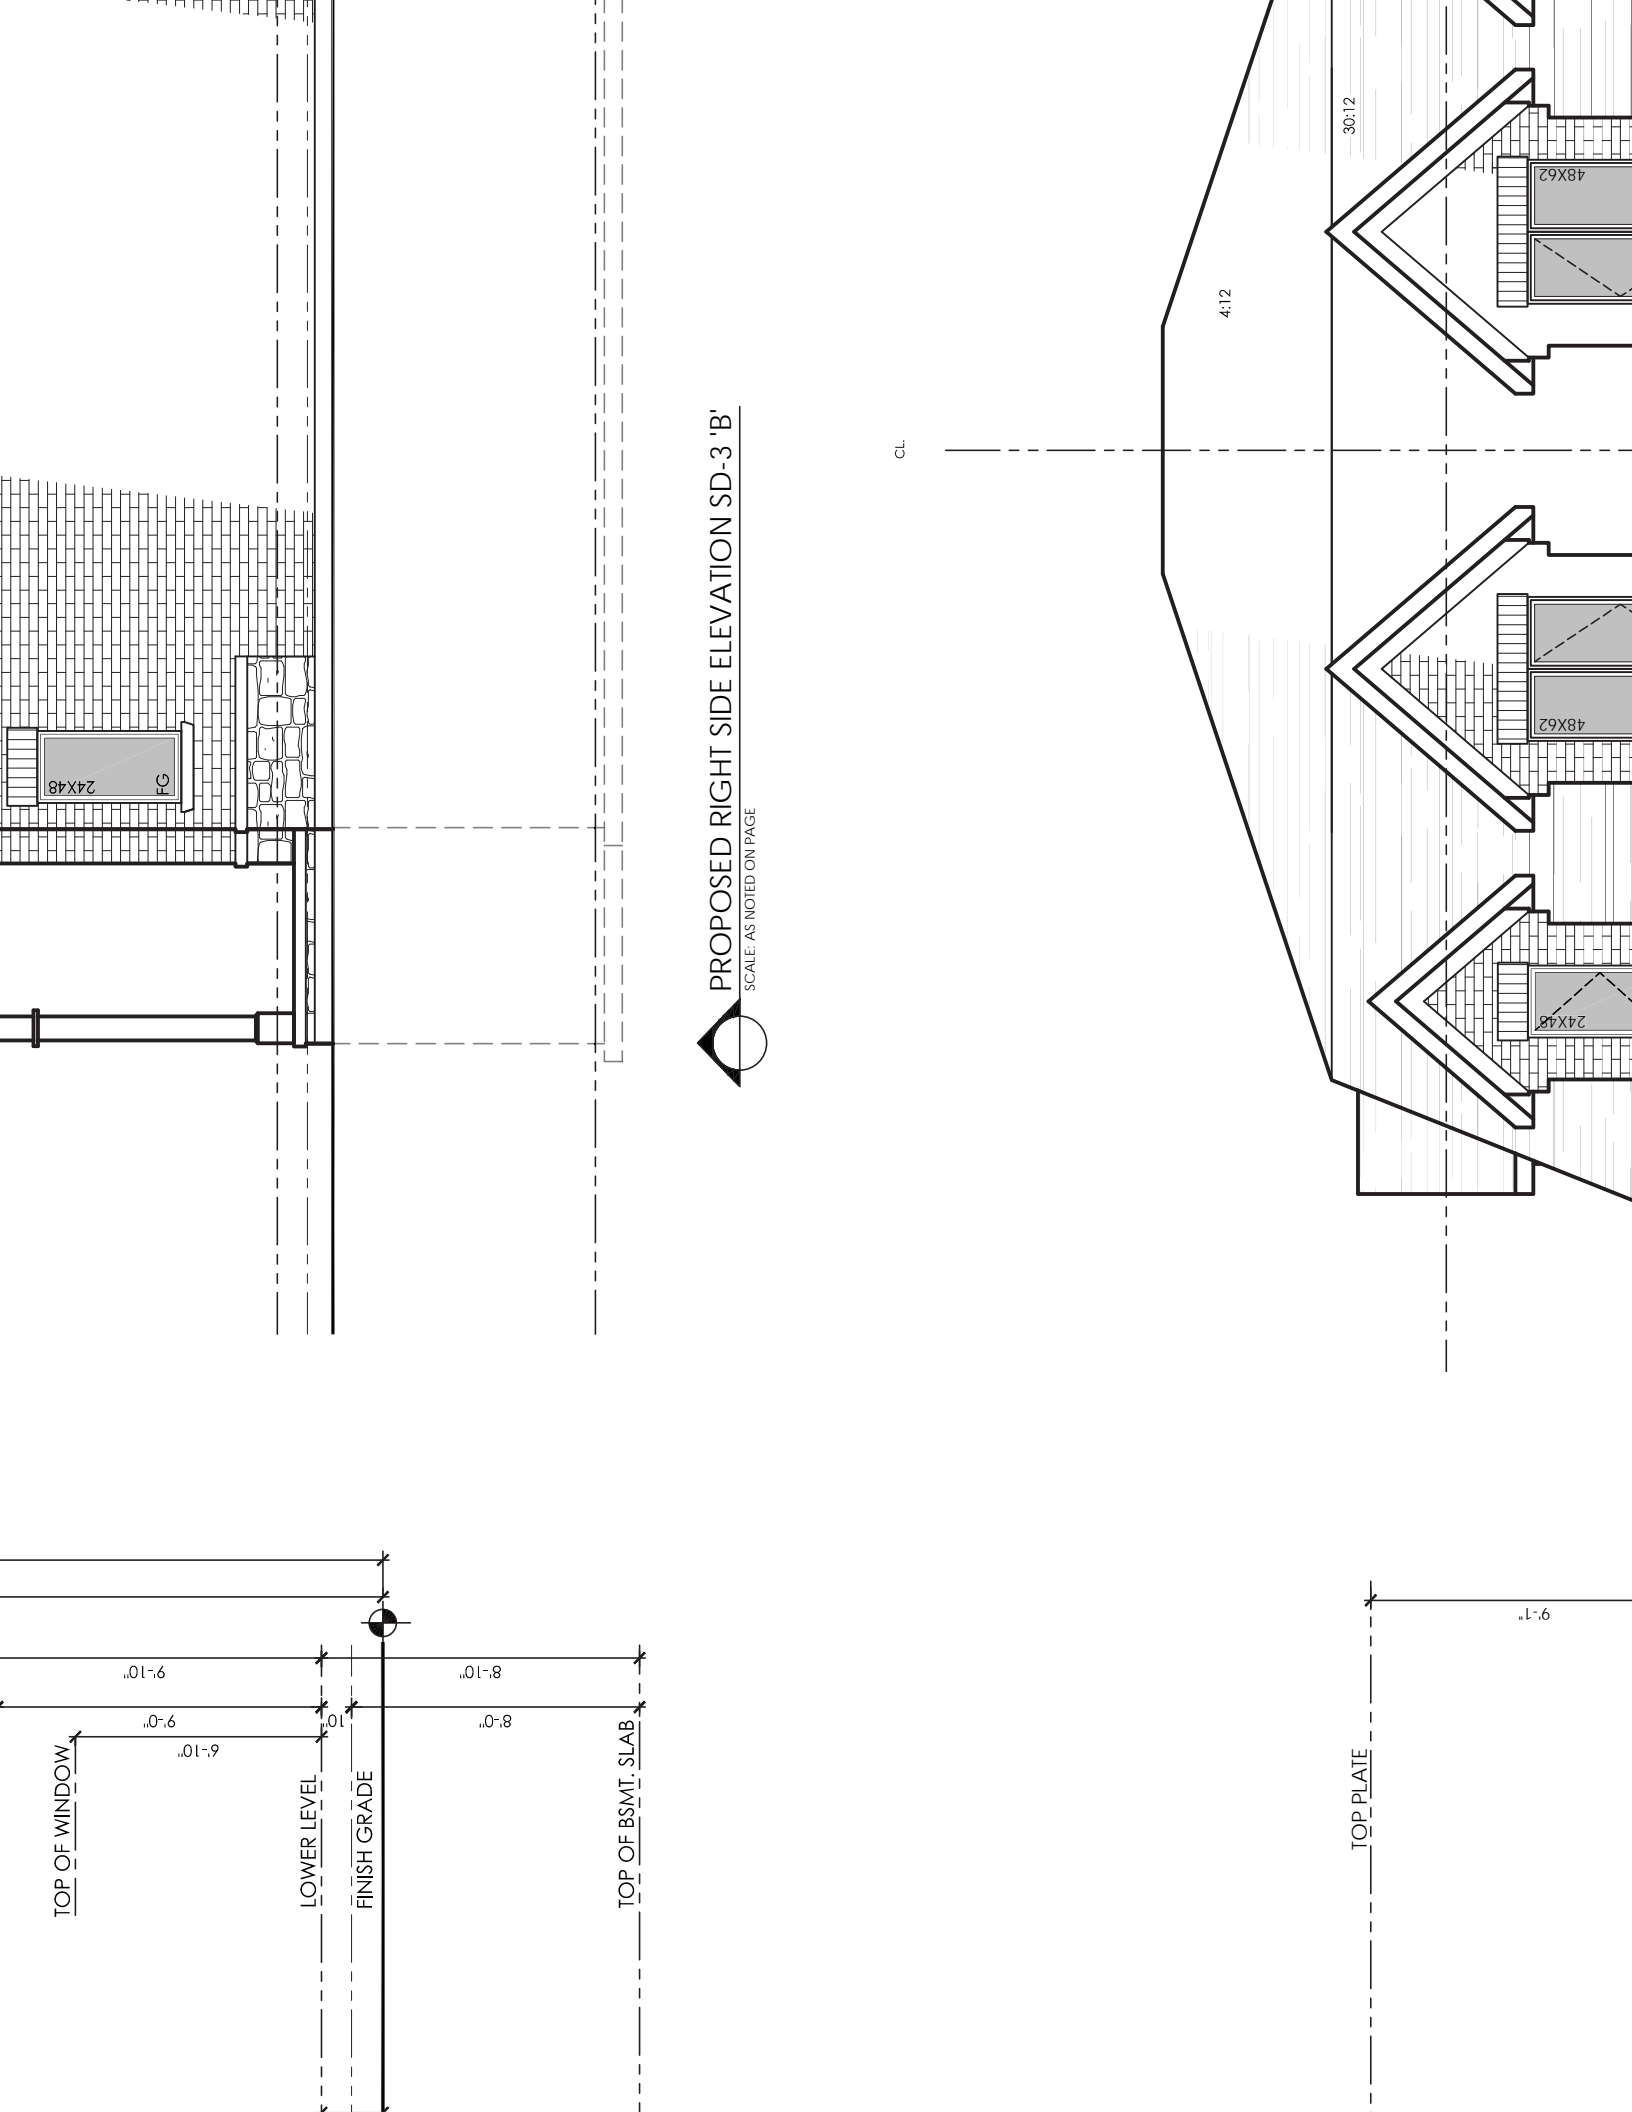 24X48
FG
PROPOSED RIGHT SIDE ELEVATION SD-3 'B'
SCALE: AS NOTED ON PAGE
CL.
4:12
30:12
48X62
48X62
24X48
9'-10"
8'-10"
9'-0"
10"
8'-0"
6'-10"
TOP OF WINDOW
LOWER LEVEL
FINISH GRADE
TOP OF BSMT. SLAB
9'-1"
TOP PLATE